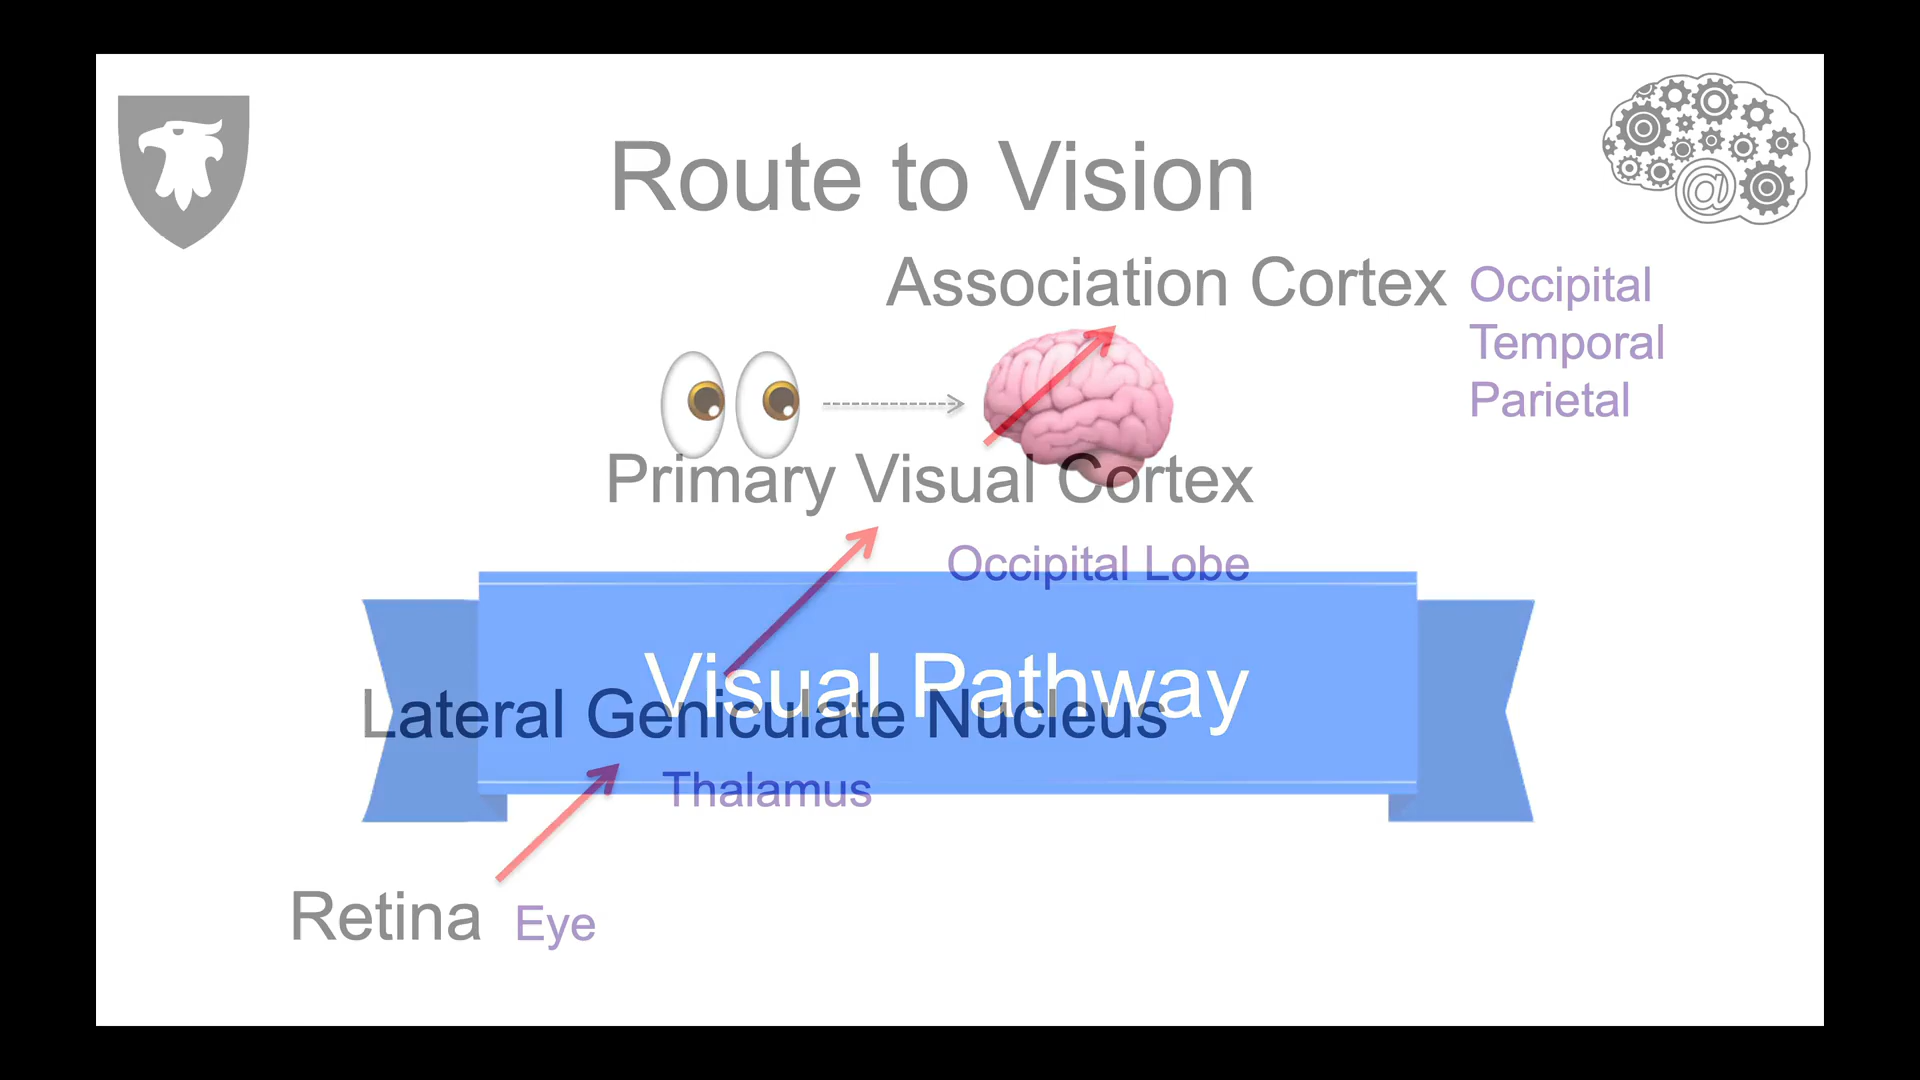 Route to Vision
Association Cortex
Occipital
Temporal
Parietal
Primary Visual Cortex
Occipital Lobe
Visual Pathway
Lateral Geniculate Nucleus
Thalamus
Retina
Eye
@